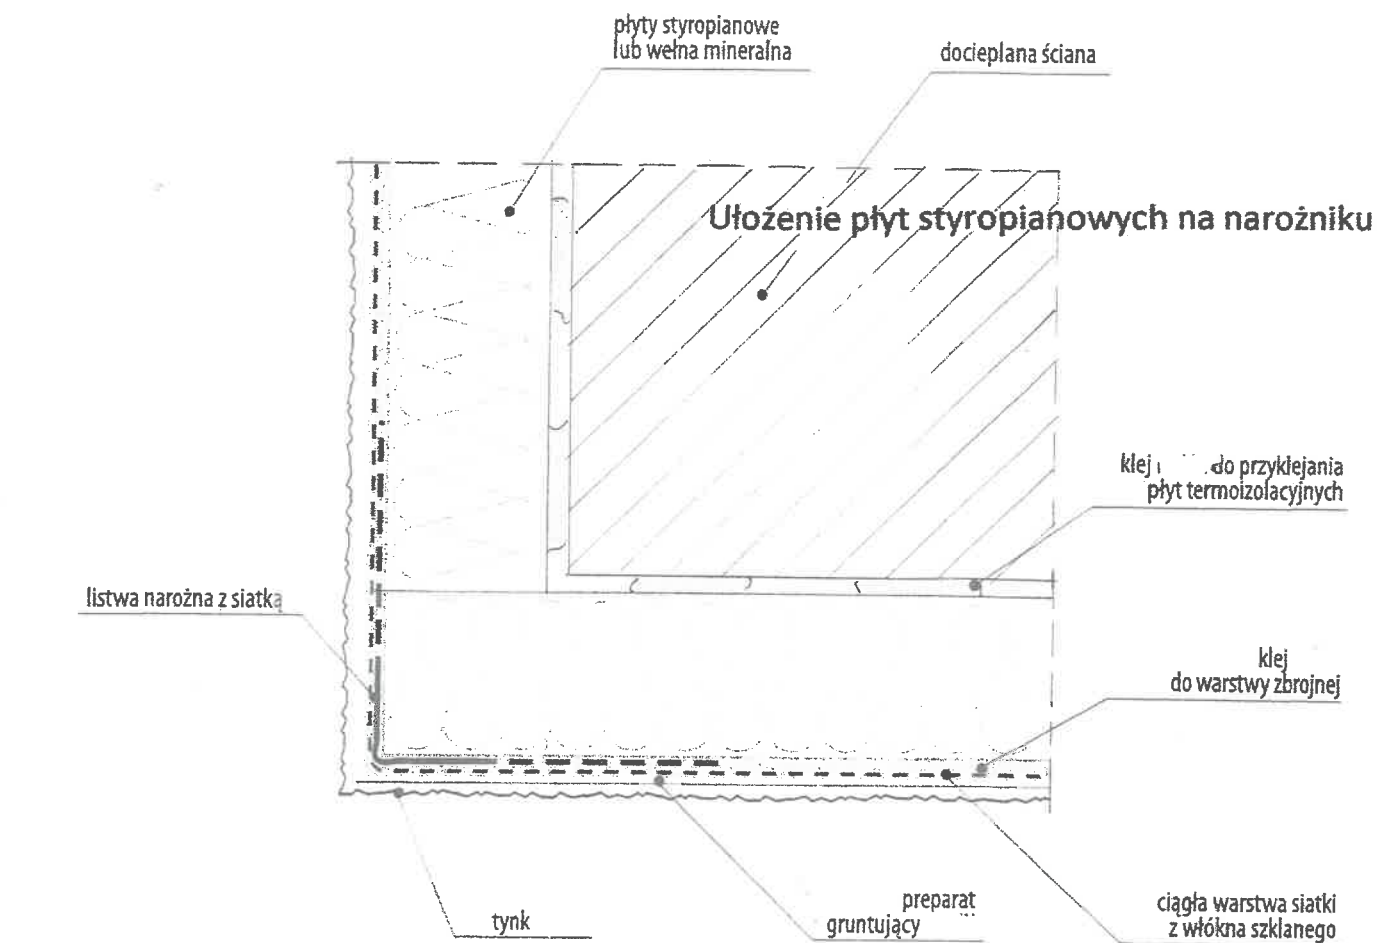 płyty styropianowe
lub wełna mineralna
docieplana ściana
Ułożenie płyt styropianowych na narożniku
klej do przyklejania
płyt termoizolacyjnych
listwa narożna z siatką
klej
do warstwy zbrojnej
tynk
preparat
gruntujący
ciągła warstwa siatki
z włókna szklanego